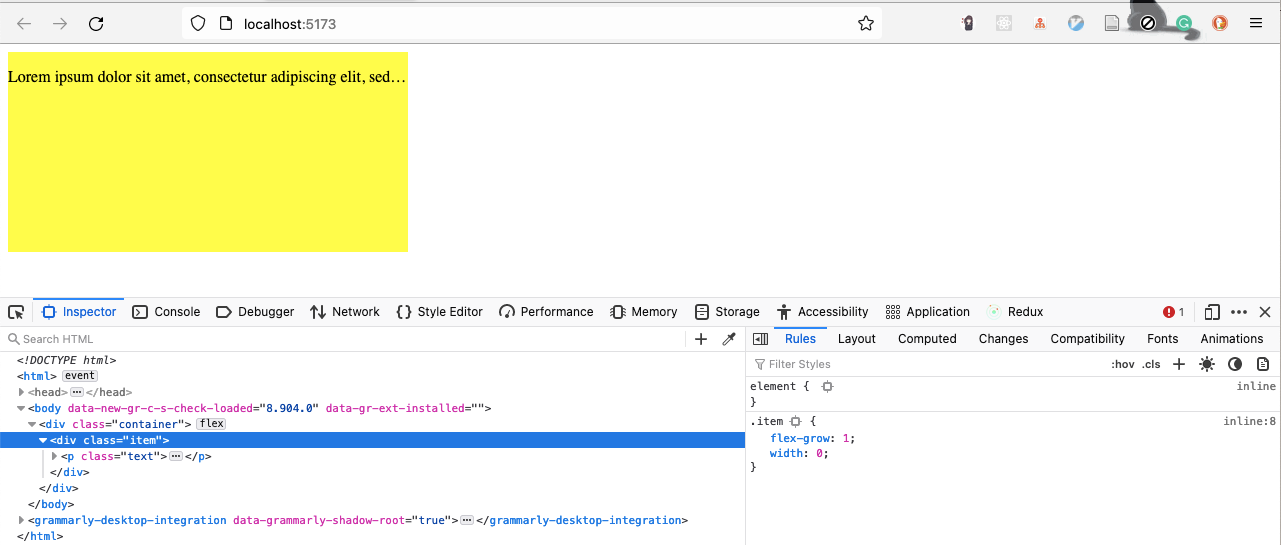 localhost:5173
Lorem ipsum dolor sit amet, consectetur adipiscing elit, sed…
Inspector Console Debugger Network Style Editor Performance Memory Storage Accessibility Application Redux 1
Search HTML
Rules Layout Computed Changes Compatibility Fonts Animations
Filter Styles :hov .cls
<!DOCTYPE html>
<html> event
<head> ··· </head>
<body data-new-gr-c-s-check-loaded="8.904.0" data-gr-ext-installed="">
<div class="container"> flex
<div class="item">
<p class="text"> ··· </p>
</div>
</div>
</body>
<grammarly-desktop-integration data-grammarly-shadow-root="true"> ··· </grammarly-desktop-integration>
</html>
element { inline
}
.item { inline:8
flex-grow: 1;
width: 0;
}